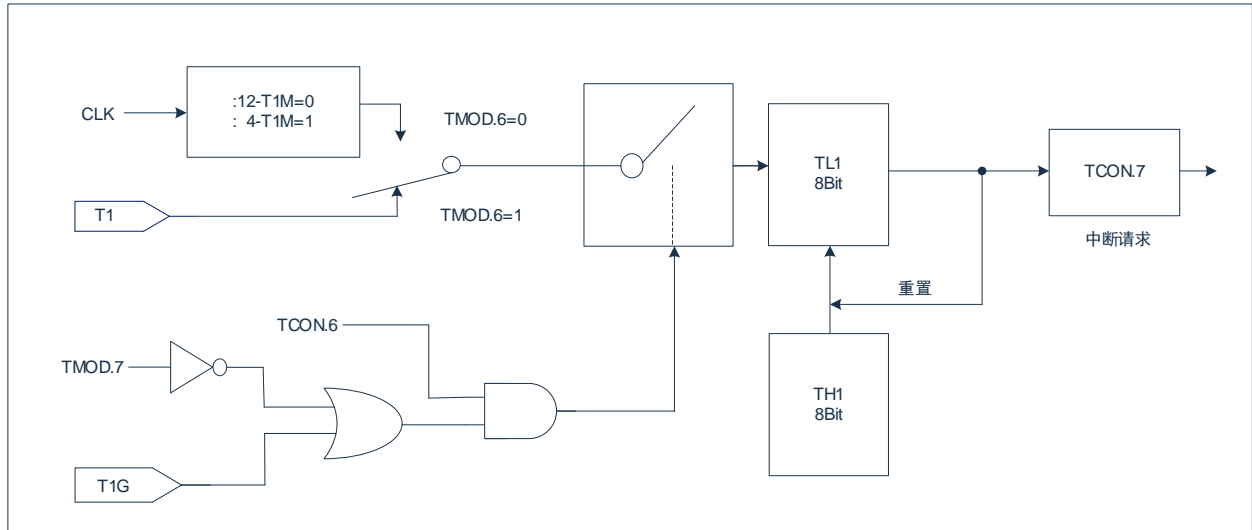 :12-T1M=0
: 4-T1M=1
CLK
TMOD.6=0
T1
TMOD.6=1
TL1
8Bit
TCON.7
中断请求
重置
TCON.6
TMOD.7
TH1
8Bit
T1G